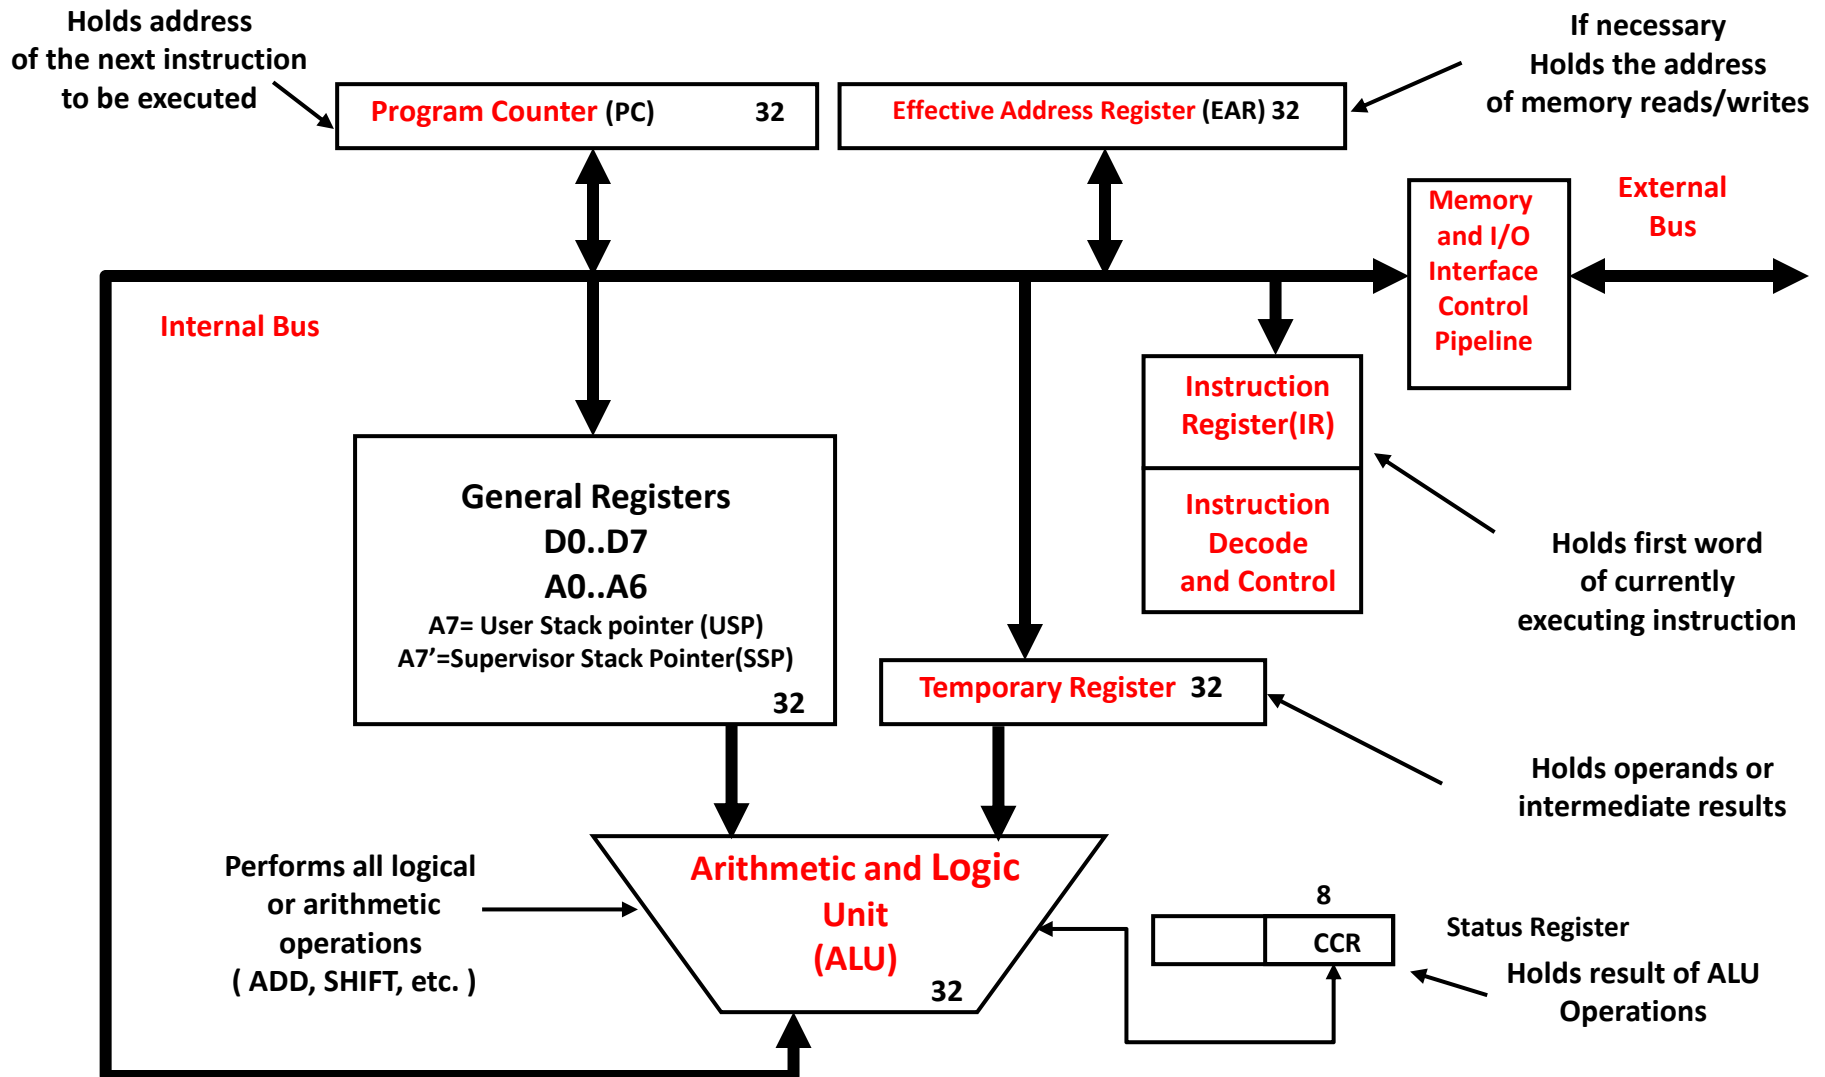 Holds address
of the next instruction
to be executed
Program Counter (PC) 32
Effective Address Register (EAR) 32
If necessary
Holds the address
of memory reads/writes
Memory
and I/O
Interface
Control
Pipeline
External
Bus
Internal Bus
Instruction
Register(IR)
Instruction
Decode
and Control
General Registers
D0..D7
A0..A6
A7= User Stack pointer (USP)
A7’=Supervisor Stack Pointer(SSP)
32
Holds first word
of currently
executing instruction
Temporary Register 32
Holds operands or
intermediate results
Performs all logical
or arithmetic
operations
( ADD, SHIFT, etc. )
Arithmetic and Logic
Unit
(ALU)
32
8
CCR
Status Register
Holds result of ALU
Operations